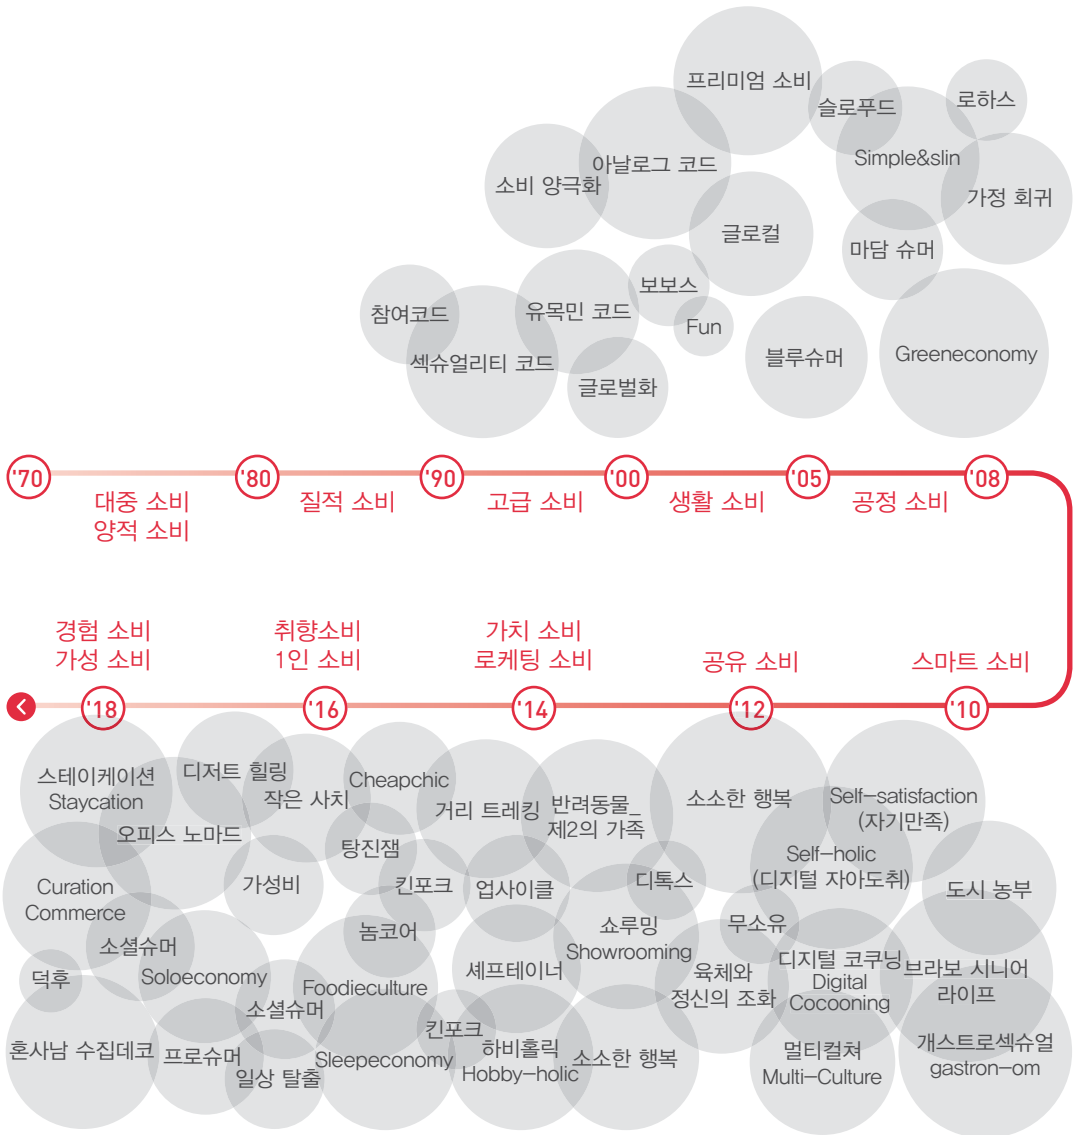 프리미엄 소비
슬로푸드
로하스
아날로그 코드
Simple&slin
소비 양극화
가정 회귀
글로컬
마담 슈머
보보스
참여코드
유목민 코드
Fun
섹슈얼리티 코드
블루슈머
Greeneconomy
글로벌화
'70
'80
'90
'00
'05
'08
대중 소비
양적 소비
질적 소비
고급 소비
생활 소비
공정 소비
경험 소비
가성 소비
취향소비
1인 소비
가치 소비
로케팅 소비
공유 소비
스마트 소비
'18
'16
'14
'12
'10
스테이케이션
Staycation
디저트 힐링
작은 사치
Cheapchic
거리 트레킹
반려동물_
제2의 가족
소소한 행복
Self-satisfaction
(자기만족)
오피스 노마드
탕진잼
Self-holic
(디지털 자아도취)
Curation
Commerce
가성비
킨포크
업사이클
디톡스
도시 농부
소셜슈머
놈코어
쇼루밍
Showrooming
무소유
덕후
Soloeconomy
Foodieculture
셰프테이너
육체와
정신의 조화
디지털 코쿠닝
Digital
Cocooning
브라보 시니어
라이프
소셜슈머
혼사남 수집데코
프로슈머
일상 탈출
Sleepeconomy
킨포크
하비홀릭
Hobby-holic
소소한 행복
멀티컬쳐
Multi-Culture
개스트로섹슈얼
gastron-om